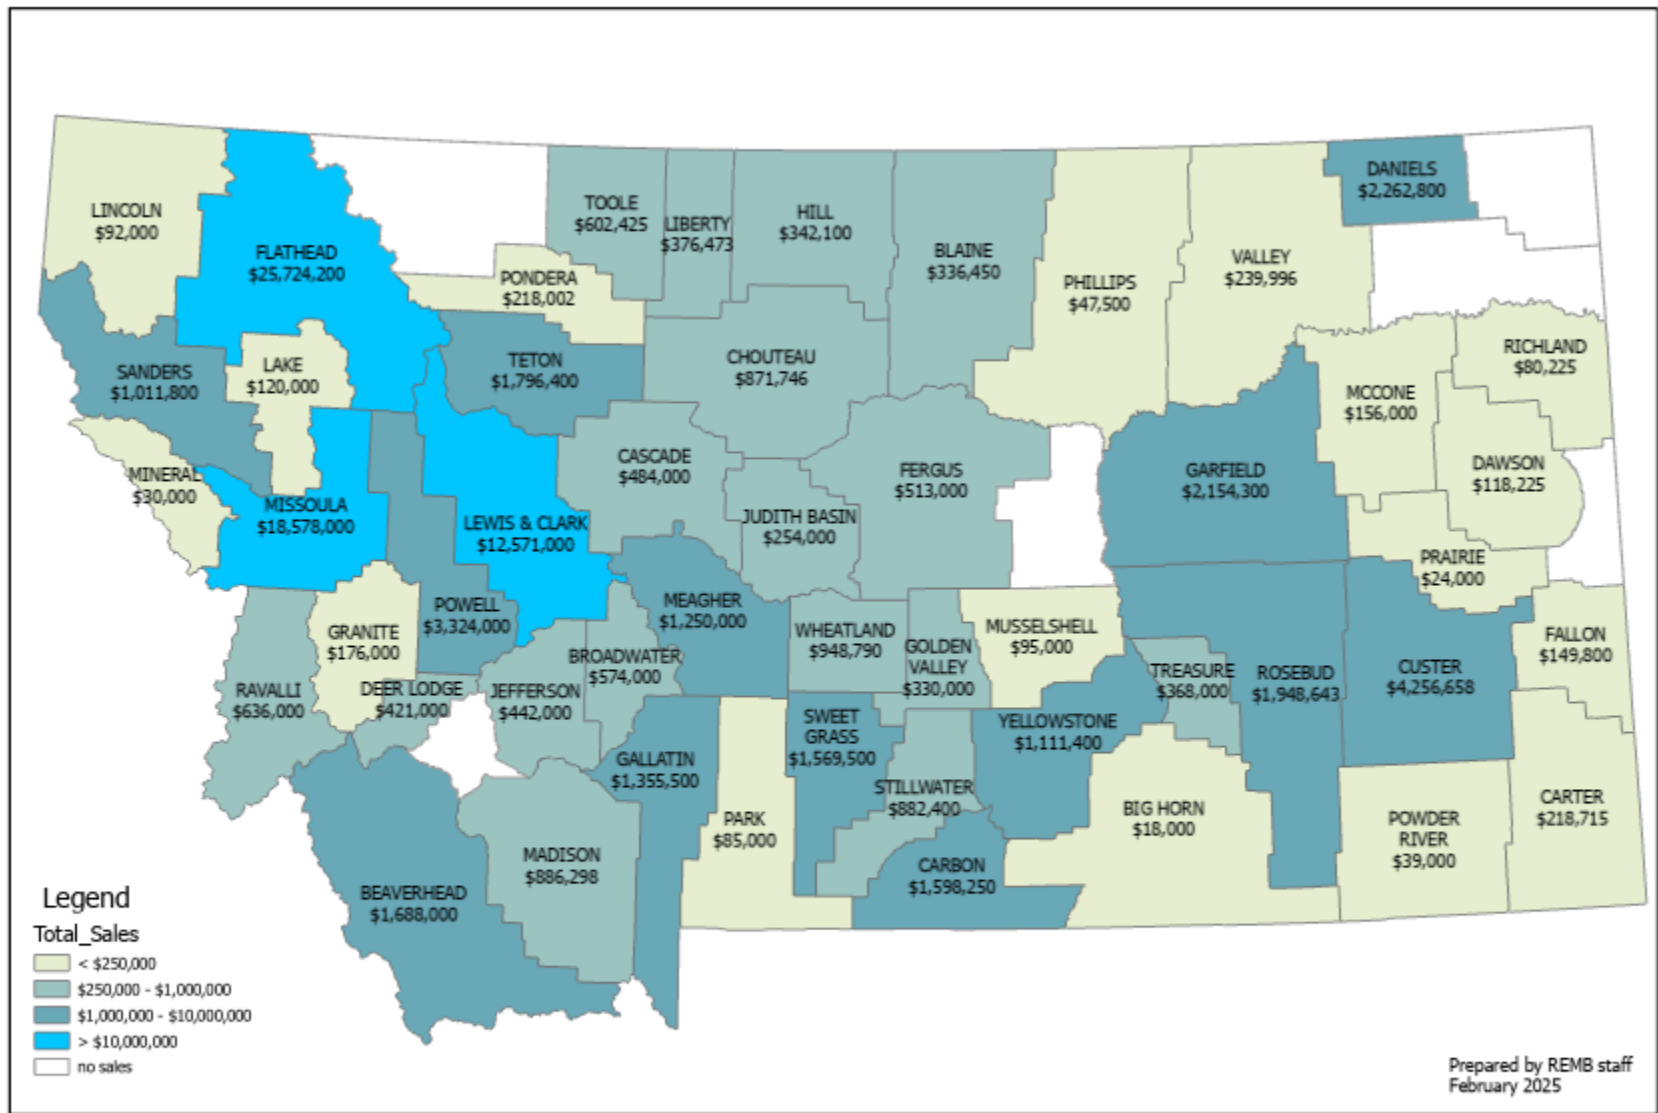 LINCOLN
$92,000
FLATHEAD
$25,724,200
TOOLE
$602,425
LIBERTY
$376,473
HILL
$342,100
BLAINE
$336,450
PHILLIPS
$47,500
VALLEY
$239,996
DANIELS
$2,262,800
PONDERA
$218,002
SANDERS
$1,011,800
LAKE
$120,000
TETON
$1,796,400
CHOUTEAU
$871,746
RICHLAND
$80,225
MCCONE
$156,000
MINERAL
$30,000
MISSOULA
$18,578,000
LEWIS & CLARK
$12,571,000
CASCADE
$484,000
JUDITH BASIN
$254,000
FERGUS
$513,000
GARFIELD
$2,154,300
DAWSON
$118,225
PRAIRIE
$24,000
POWELL
$3,324,000
GRANITE
$176,000
MEAGHER
$1,250,000
WHEATLAND
$948,790
GOLDEN
VALLEY
$330,000
MUSSELSHELL
$95,000
FALLON
$149,800
RAVALLI
$636,000
DEER LODGE
$421,000
JEFFERSON
$442,000
BROADWATER
$574,000
TREASURE
$368,000
ROSEBUD
$1,948,643
CUSTER
$4,256,658
GALLATIN
$1,355,500
SWEET
GRASS
$1,569,500
YELLOWSTONE
$1,111,400
STILLWATER
$882,400
PARK
$85,000
BIG HORN
$18,000
POWDER
RIVER
$39,000
CARTER
$218,715
MADISON
$886,298
CARBON
$1,598,250
BEAVERHEAD
$1,688,000
Legend
Total_Sales
< $250,000
$250,000 - $1,000,000
$1,000,000 - $10,000,000
> $10,000,000
no sales
Prepared by REMB staff
February 2025